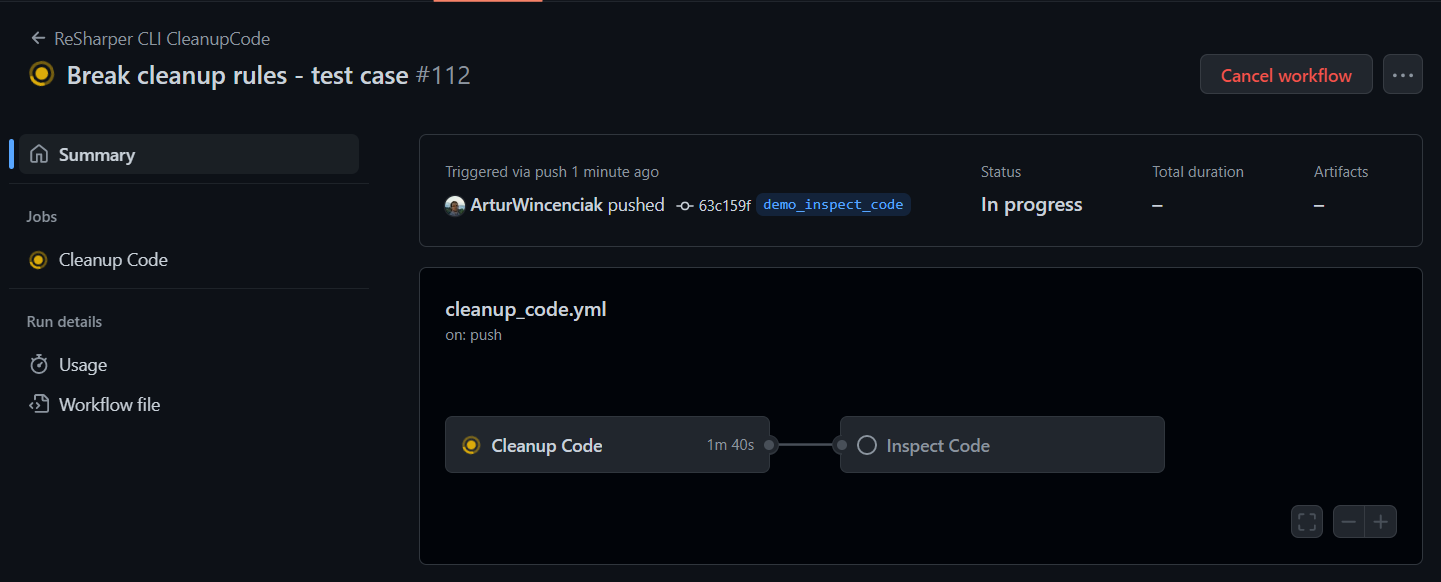 ReSharper CLI CleanupCode
Break cleanup rules - test case #112
Cancel workflow
Summary
Jobs
Cleanup Code
Run details
Usage
Workflow file
Triggered via push 1 minute ago
ArturWincenciak pushed 63c159f demo_inspect_code
Status
In progress
Total duration
–
Artifacts
–
cleanup_code.yml
on: push
Cleanup Code 1m 40s
Inspect Code